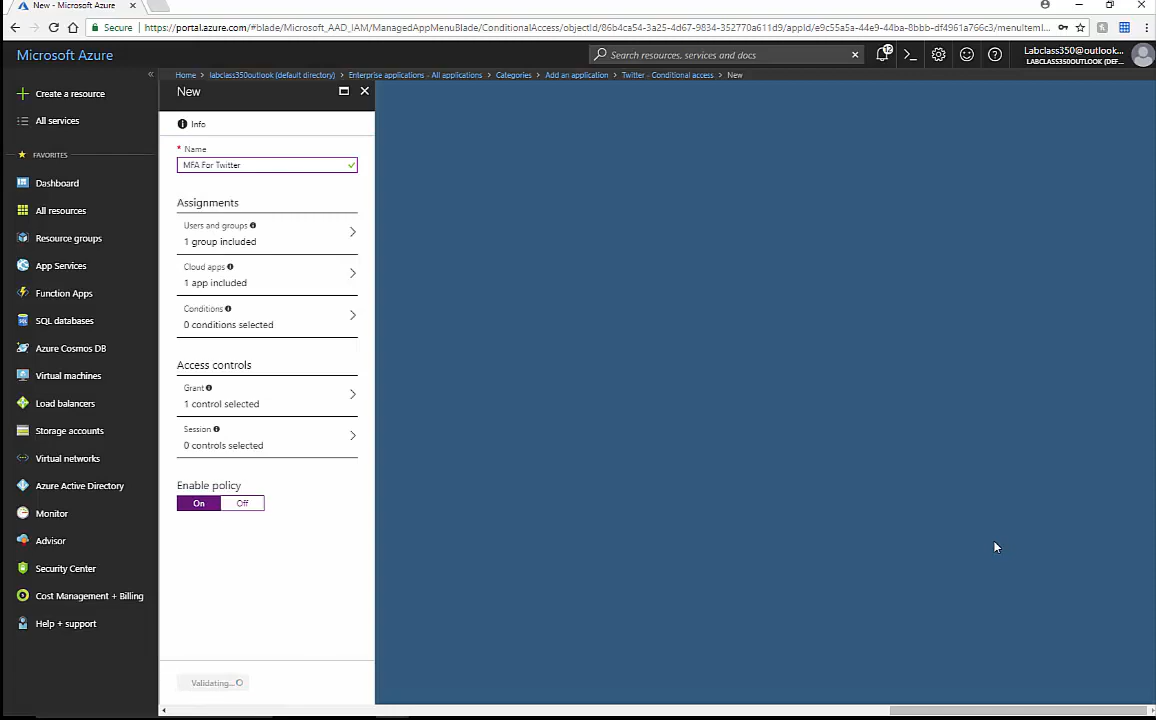 New - Microsoft Azure
Secure
https://portal.azure.com/#blade/Microsoft_AAD_IAM/ManagedAppMenuBlade/ConditionalAccess/objectId/86b4ca54-3a25-4d67-9834-352770a611d9/appId/e9c55a5a-44e9-44ba-8bbb-df4961a766c3/menuItemI...
Microsoft Azure
Search resources, services and docs
12
Labclass350@outlook...
LABCLASS350OUTLOOK (DEF...
Home > labclass350outlook (default directory) > Enterprise applications - All applications > Categories > Add an application > Twitter - Conditional access > New
Create a resource
All services
FAVORITES
Dashboard
All resources
Resource groups
App Services
Function Apps
SQL databases
Azure Cosmos DB
Virtual machines
Load balancers
Storage accounts
Virtual networks
Azure Active Directory
Monitor
Advisor
Security Center
Cost Management + Billing
Help + support
New
Info
* Name
MFA For Twitter
Assignments
Users and groups
1 group included
Cloud apps
1 app included
Conditions
0 conditions selected
Access controls
Grant
1 control selected
Session
0 controls selected
Enable policy
On Off
Validating...